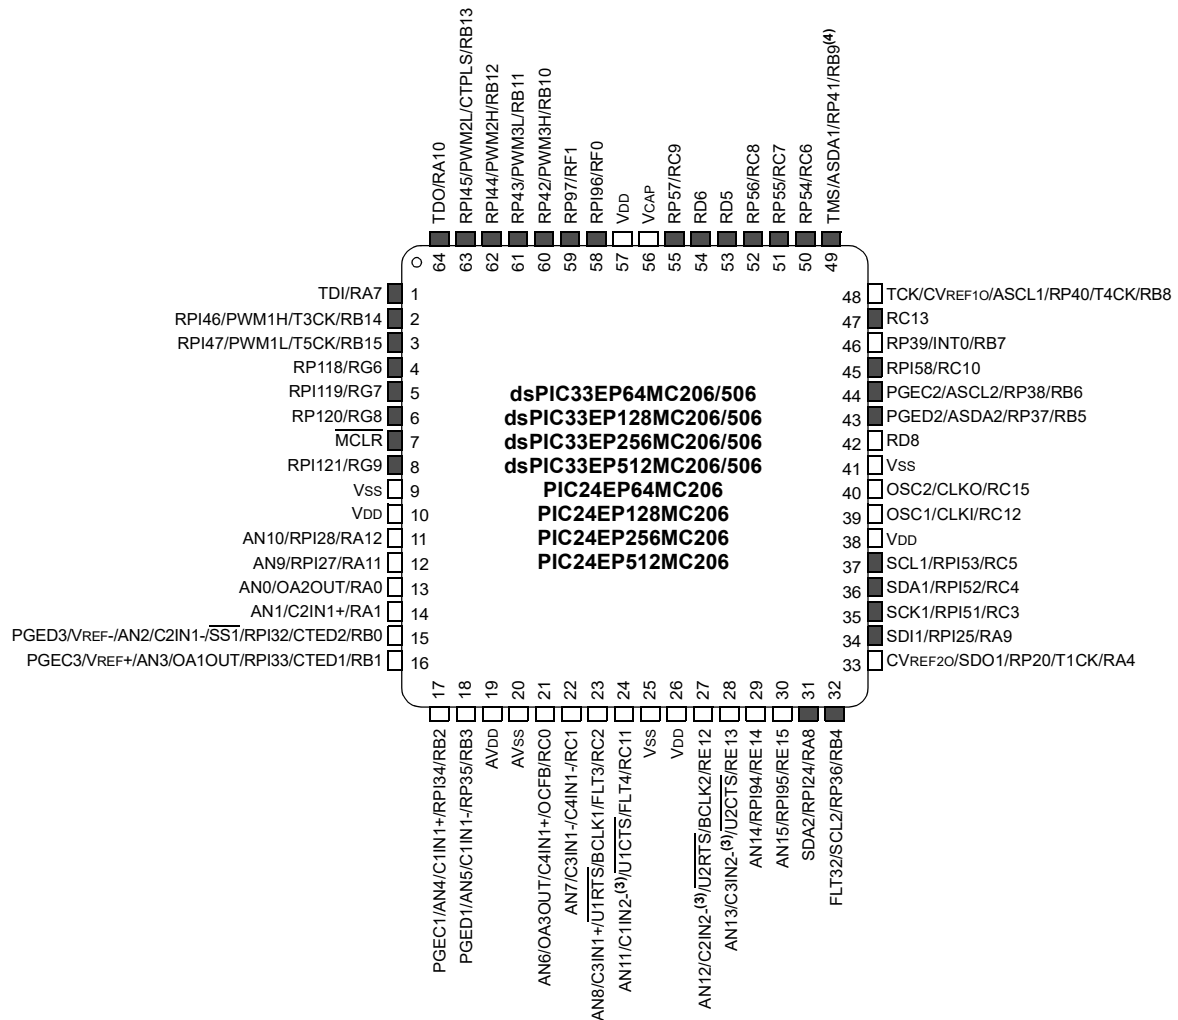 TDO/RA10
RPI45/PWM2L/CTPLS/RB13
RPI44/PWM2H/RB12
RP43/PWM3L/RB11
RP42/PWM3H/RB10
RP97/RF1
RPI96/RF0
VDD
VCAP
RP57/RC9
RD6
RD5
RP56/RC8
RP55/RC7
RP54/RC6
TMS/ASDA1/RP41/RB9(4)
64 63 62 61 60 59 58 57 56 55 54 53 52 51 50 49
TDI/RA7 1
RPI46/PWM1H/T3CK/RB14 2
RPI47/PWM1L/T5CK/RB15 3
RP118/RG6 4
RPI119/RG7 5
RP120/RG8 6
MCLR 7
RPI121/RG9 8
VSS 9
VDD 10
AN10/RPI28/RA12 11
AN9/RPI27/RA11 12
AN0/OA2OUT/RA0 13
AN1/C2IN1+/RA1 14
PGED3/VREF-/AN2/C2IN1-/SS1/RPI32/CTED2/RB0 15
PGEC3/VREF+/AN3/OA1OUT/RPI33/CTED1/RB1 16
dsPIC33EP64MC206/506
dsPIC33EP128MC206/506
dsPIC33EP256MC206/506
dsPIC33EP512MC206/506
PIC24EP64MC206
PIC24EP128MC206
PIC24EP256MC206
PIC24EP512MC206
48 TCK/CVREF1O/ASCL1/RP40/T4CK/RB8
47 RC13
46 RP39/INT0/RB7
45 RPI58/RC10
44 PGEC2/ASCL2/RP38/RB6
43 PGED2/ASDA2/RP37/RB5
42 RD8
41 VSS
40 OSC2/CLKO/RC15
39 OSC1/CLKI/RC12
38 VDD
37 SCL1/RPI53/RC5
36 SDA1/RPI52/RC4
35 SCK1/RPI51/RC3
34 SDI1/RPI25/RA9
33 CVREF2O/SDO1/RP20/T1CK/RA4
17 18 19 20 21 22 23 24 25 26 27 28 29 30 31 32
PGEC1/AN4/C1IN1+/RPI34/RB2
PGED1/AN5/C1IN1-/RP35/RB3
AVDD
AVSS
AN6/OA3OUT/C4IN1+/OCFB/RC0
AN7/C3IN1-/C4IN1-/RC1
AN8/C3IN1+/U1RTS/BCLK1/FLT3/RC2
AN11/C1IN2-(3)/U1CTS/FLT4/RC11
VSS
VDD
AN12/C2IN2-(3)/U2RTS/BCLK2/RE12
AN13/C3IN2-(3)/U2CTS/RE13
AN14/RPI94/RE14
AN15/RPI95/RE15
SDA2/RPI24/RA8
FLT32/SCL2/RP36/RB4